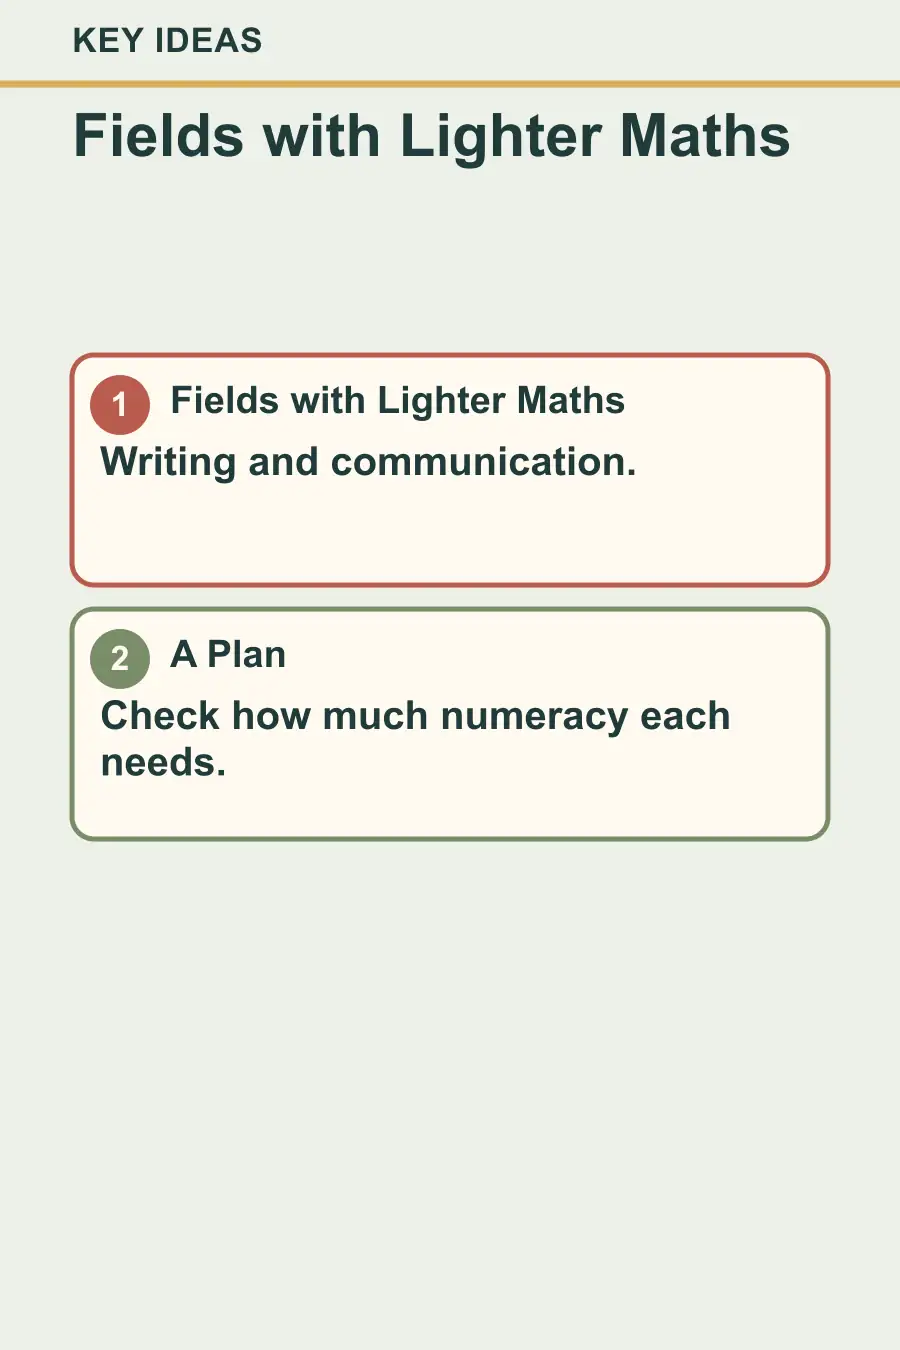 KEY IDEAS
Fields with Lighter Maths
1 Fields with Lighter Maths
Writing and communication.
2 A Plan
Check how much numeracy each
needs.